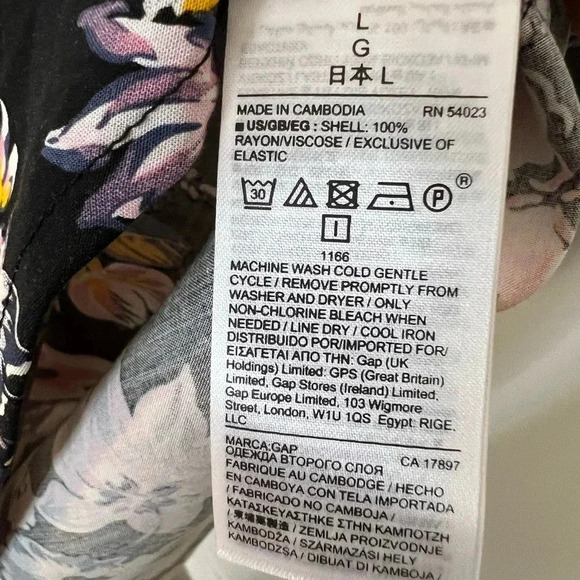 L
G
日本 L
MADE IN CAMBODIA RN 54023
■ US/GB/EG : SHELL: 100%
RAYON/VISCOSE / EXCLUSIVE OF
ELASTIC
30 P ®
I
1166
MACHINE WASH COLD GENTLE
CYCLE / REMOVE PROMPTLY FROM
WASHER AND DRYER / ONLY
NON-CHLORINE BLEACH WHEN
NEEDED / LINE DRY / COOL IRON
DISTRIBUIDO POR/IMPORTED FOR/
ΕΙΣΑΓΕΤΑΙ ΑΠΟ ΤΗΝ: Gap (UK
Holdings) Limited: GPS (Great Britain)
Limited, Gap Stores (Ireland) Limited,
Gap Europe Limited, 103 Wigmore
Street, London, W1U 1QS Egypt: RIGE,
LLC
MARCA:GAP CA 17897
ОДЕЖДА ВТОРОГО СЛОЯ
FABRIQUE AU CAMBODGE / HECHO
EN CAMBOYA CON TELA IMPORTADA
/ FABRICADO NO CAMBOJA /
ΚΑΤΑΣΚΕΥΑΣΤΗΚΕ ΣΤΗΝ ΚΑΜΠΟΤΖΗ
/ 柬埔寨製造 / ZEMLJA PROIZVODNJE
KAMBODŽA / SZÁRMAZÁSI HELY
KAMBODZSA / DIBUAT DI KAMBOJA